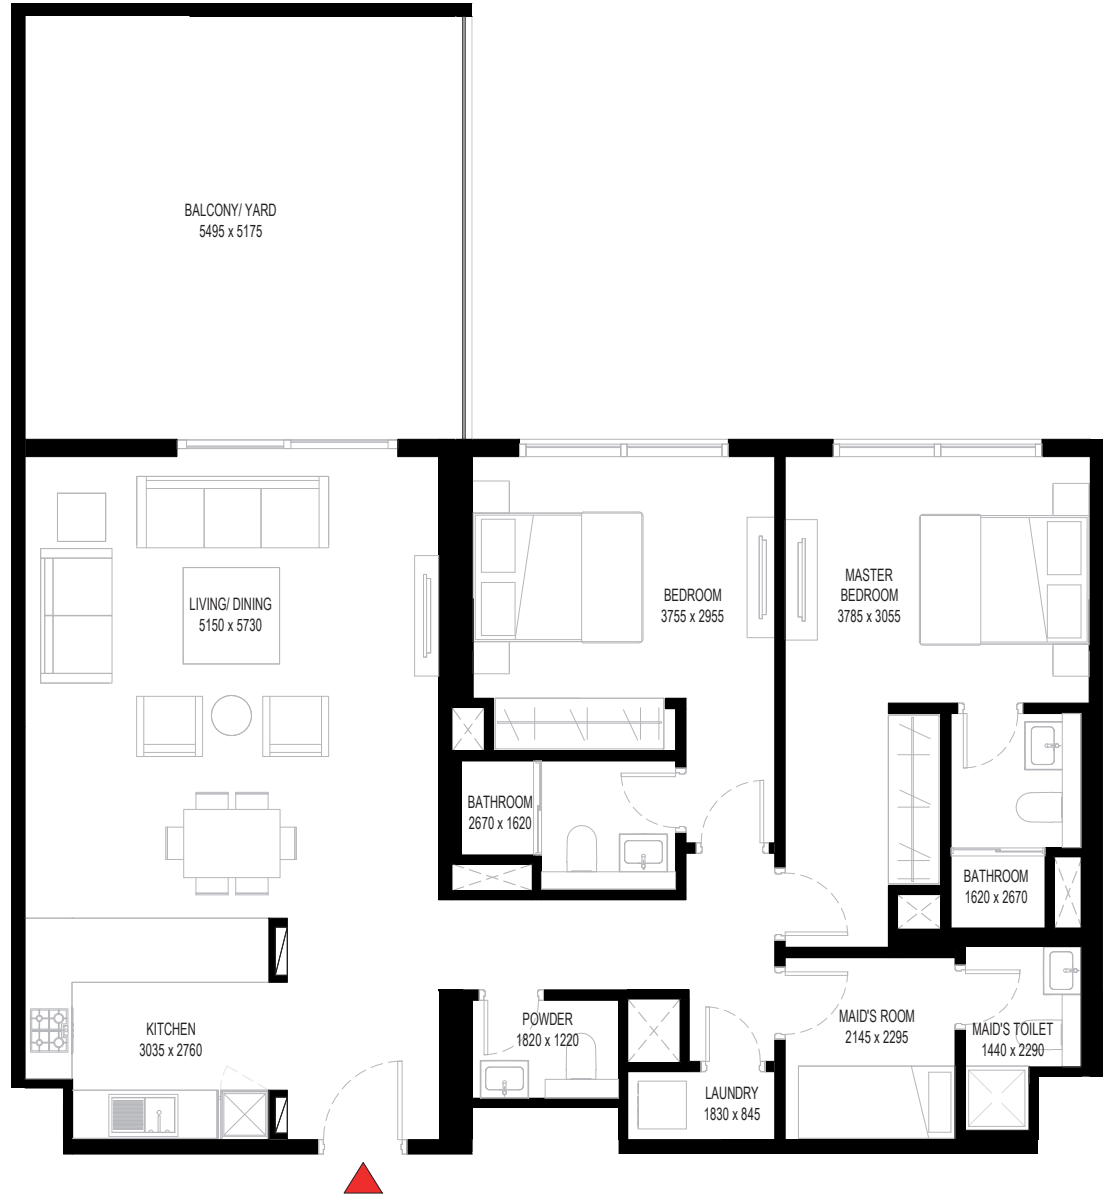 BALCONY/ YARD
5495 x 5175
LIVING/ DINING
5150 x 5730
BEDROOM
3755 x 2955
MASTER
BEDROOM
3785 x 3055
BATHROOM
2670 x 1620
BATHROOM
1620 x 2670
KITCHEN
3035 x 2760
POWDER
1820 x 1220
MAID'S ROOM
2145 x 2295
MAID'S TOILET
1440 x 2290
LAUNDRY
1830 x 845